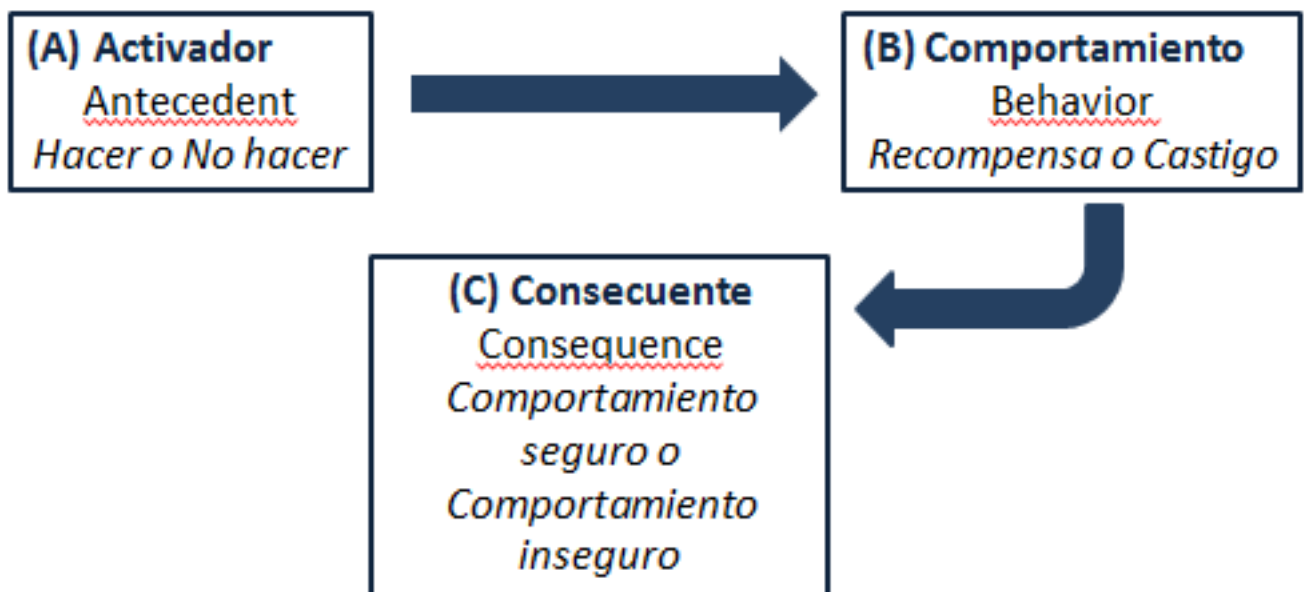 (A) Activador
Antecedent
Hacer o No hacer
(B) Comportamiento
Behavior
Recompensa o Castigo
(C) Consecuente
Consequence
Comportamiento
seguro o
Comportamiento
inseguro